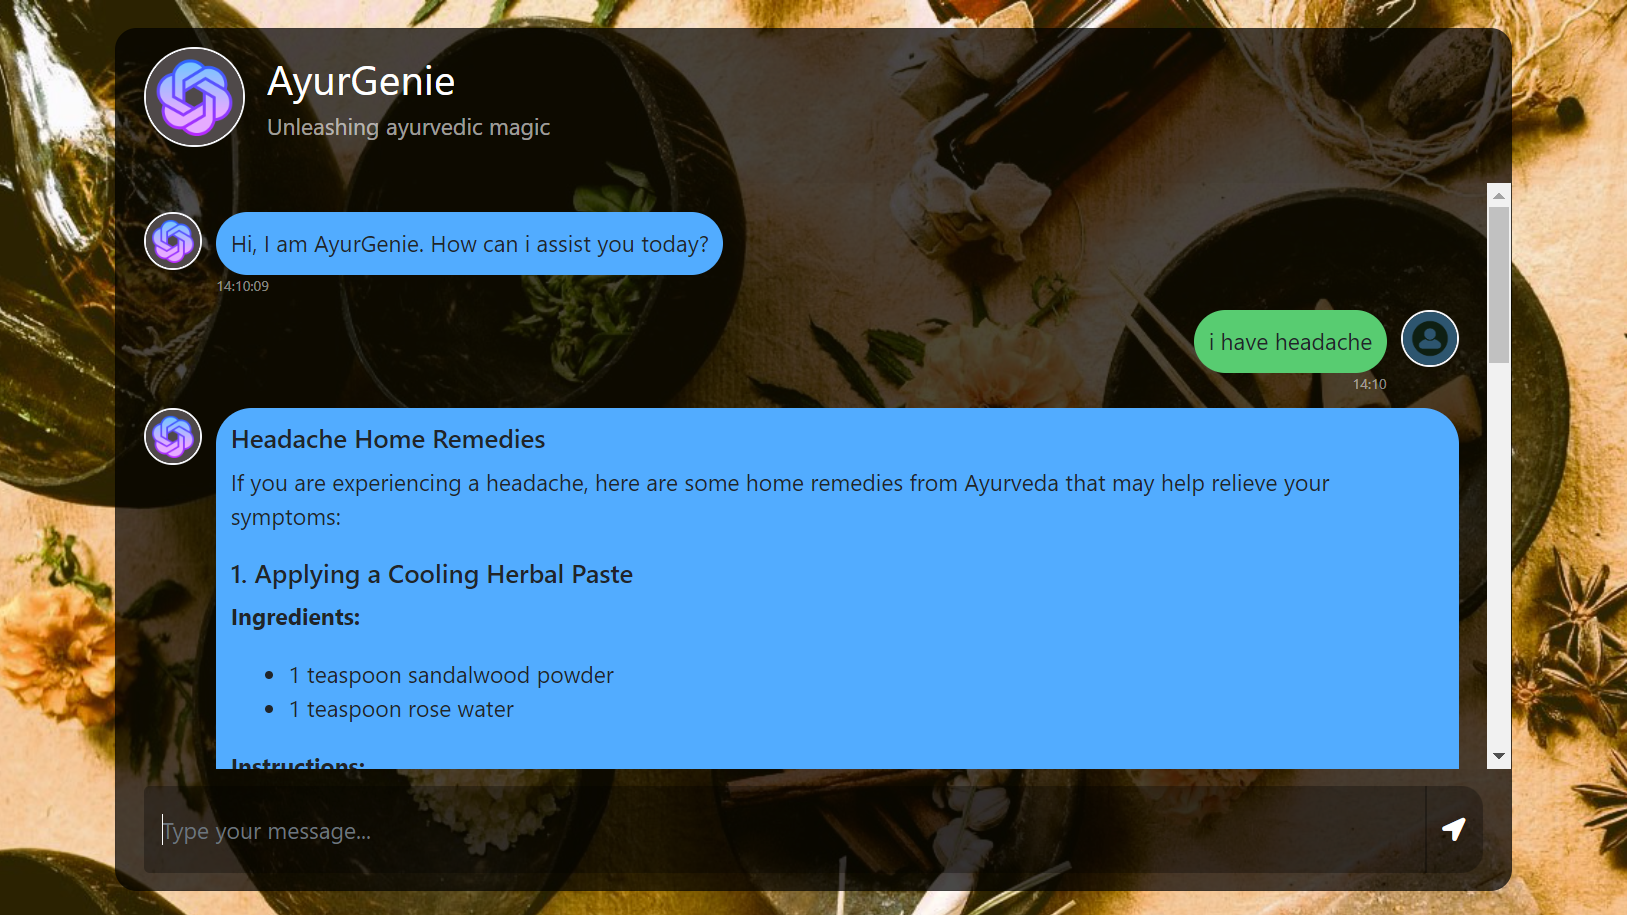 AyurGenie
Unleashing ayurvedic magic
Hi, I am AyurGenie. How can i assist you today?
14:10:09
i have headache
14:10
Headache Home Remedies
If you are experiencing a headache, here are some home remedies from Ayurveda that may help relieve your
symptoms:
1. Applying a Cooling Herbal Paste
Ingredients:
• 1 teaspoon sandalwood powder
• 1 teaspoon rose water
Instructions:
Type your message...